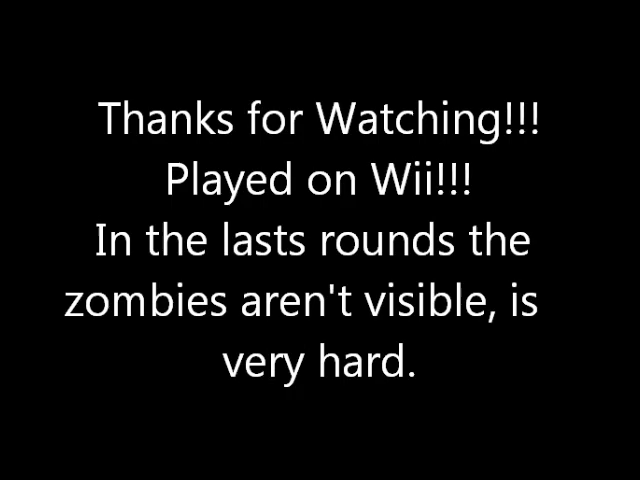 Thanks for Watching!!!
Played on Wii!!!
In the lasts rounds the
zombies aren't visible, is
very hard.